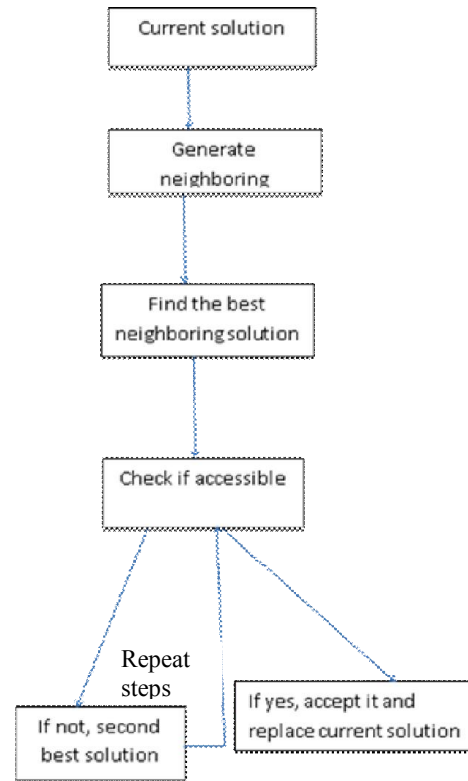 Current solution
Generate
neighboring
Find the best
neighboring solution
Check if accessible
Repeat
steps
If not, second
best solution
If yes, accept it and
replace current solution